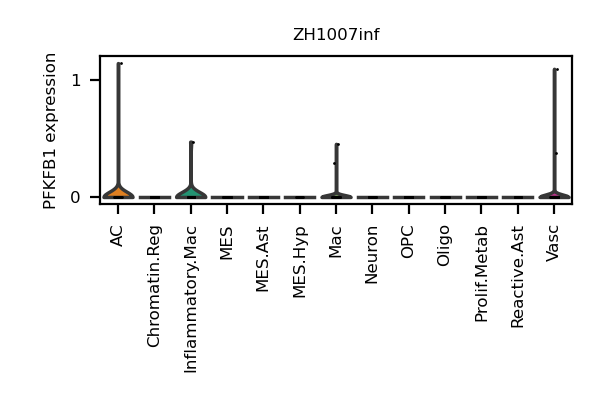 ZH1007inf
PFKFB1 expression
1
0
AC
Chromatin.Reg
Inflammatory.Mac
MES
MES.Ast
MES.Hyp
Mac
Neuron
OPC
Oligo
Prolif.Metab
Reactive.Ast
Vasc